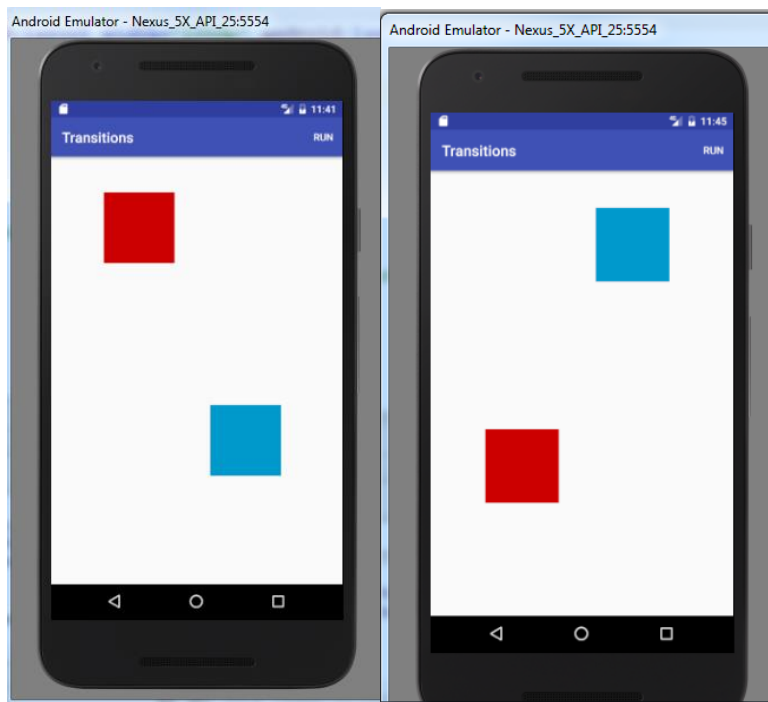 Android Emulator - Nexus_5X_API_25:5554
11:41
Transitions RUN
Android Emulator - Nexus_5X_API_25:5554
11:45
Transitions RUN